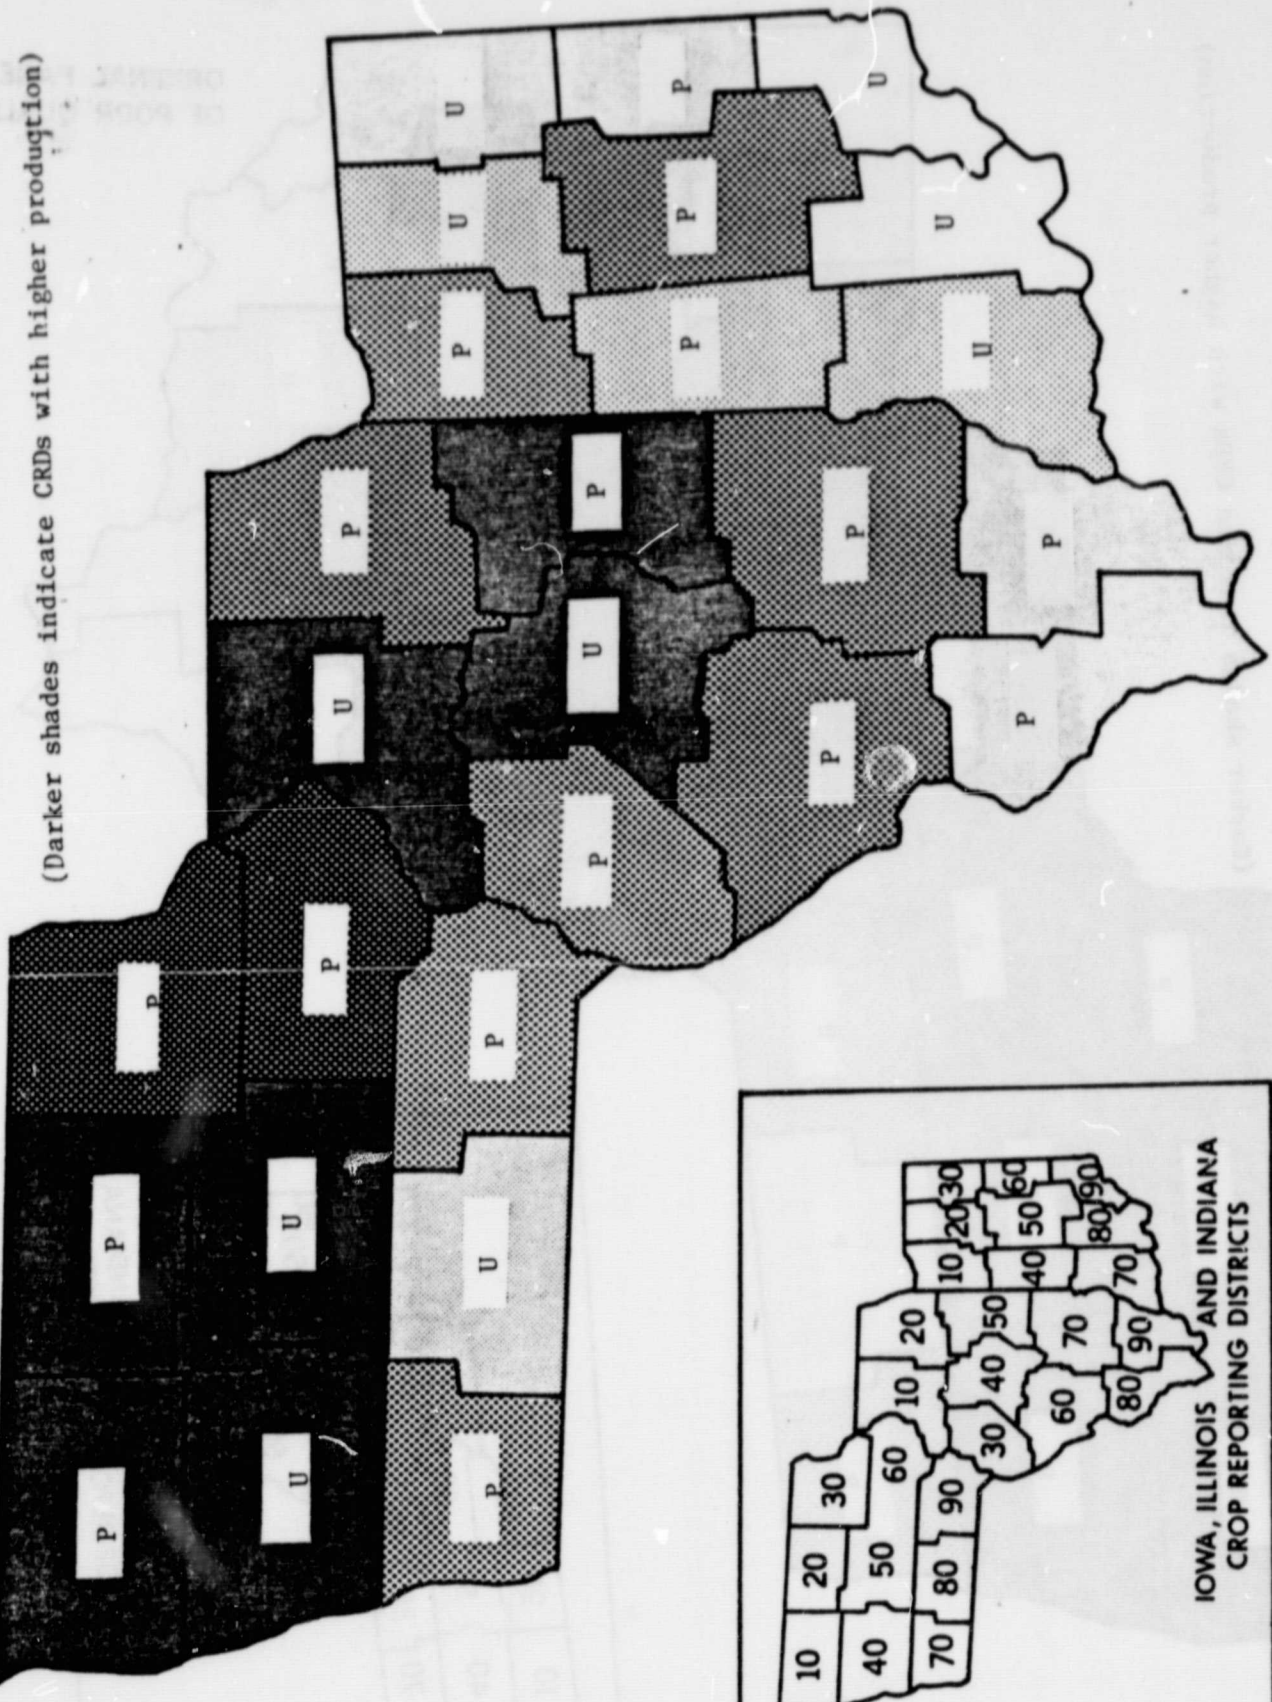 (Darker shades indicate CRDs with higher production)
P
P
P
U
U
P
P
U
P
U
P
P
U
P
P
P
P
P
P
U
U
P
P
P
P
U
U
10
20
30
40
50
60
70
80
90
10
20
30
40
50
60
70
80
90
10
20
30
40
50
60
70
80
90
IOWA, ILLINOIS AND INDIANA
CROP REPORTING DISTRICTS